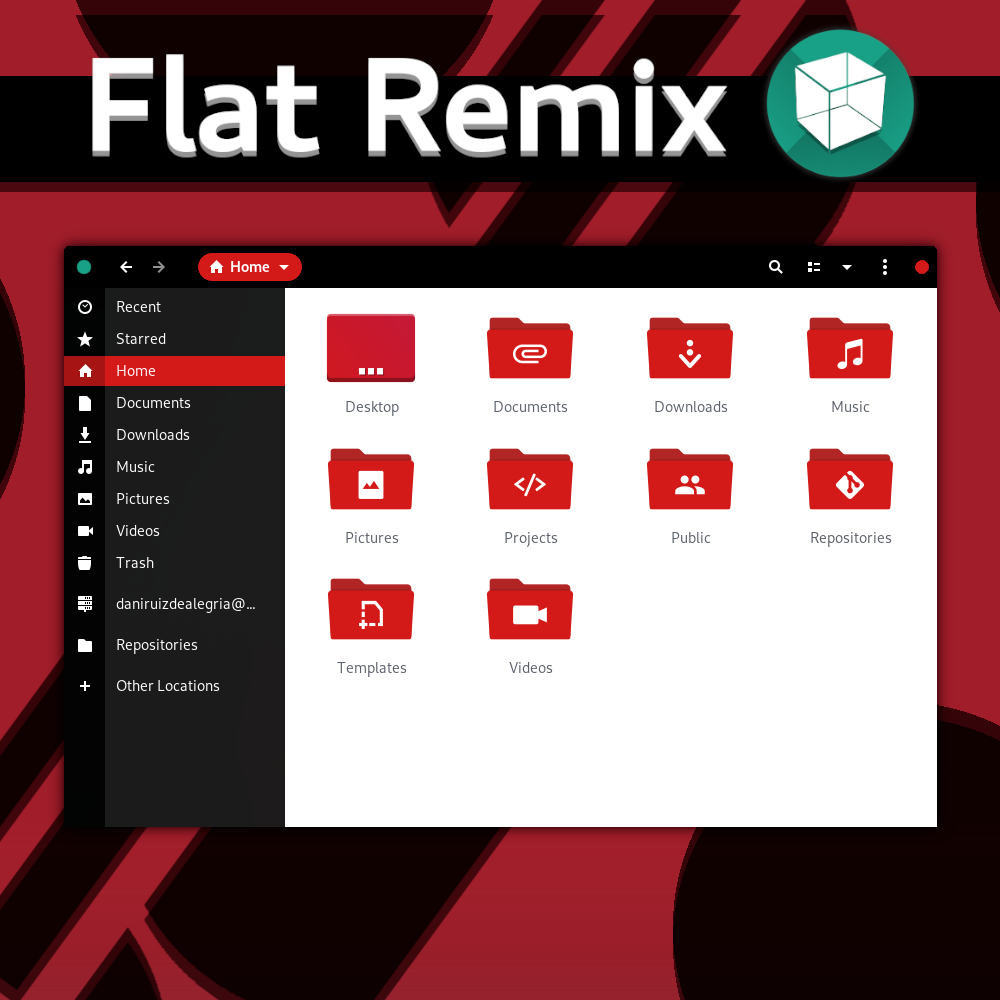 Flat Remix
Home
Recent
Starred
Home
Documents
Downloads
Music
Pictures
Videos
Trash
daniruizdealegria@...
Repositories
Other Locations
Desktop
Documents
Downloads
Music
Pictures
Projects
Public
Repositories
Templates
Videos